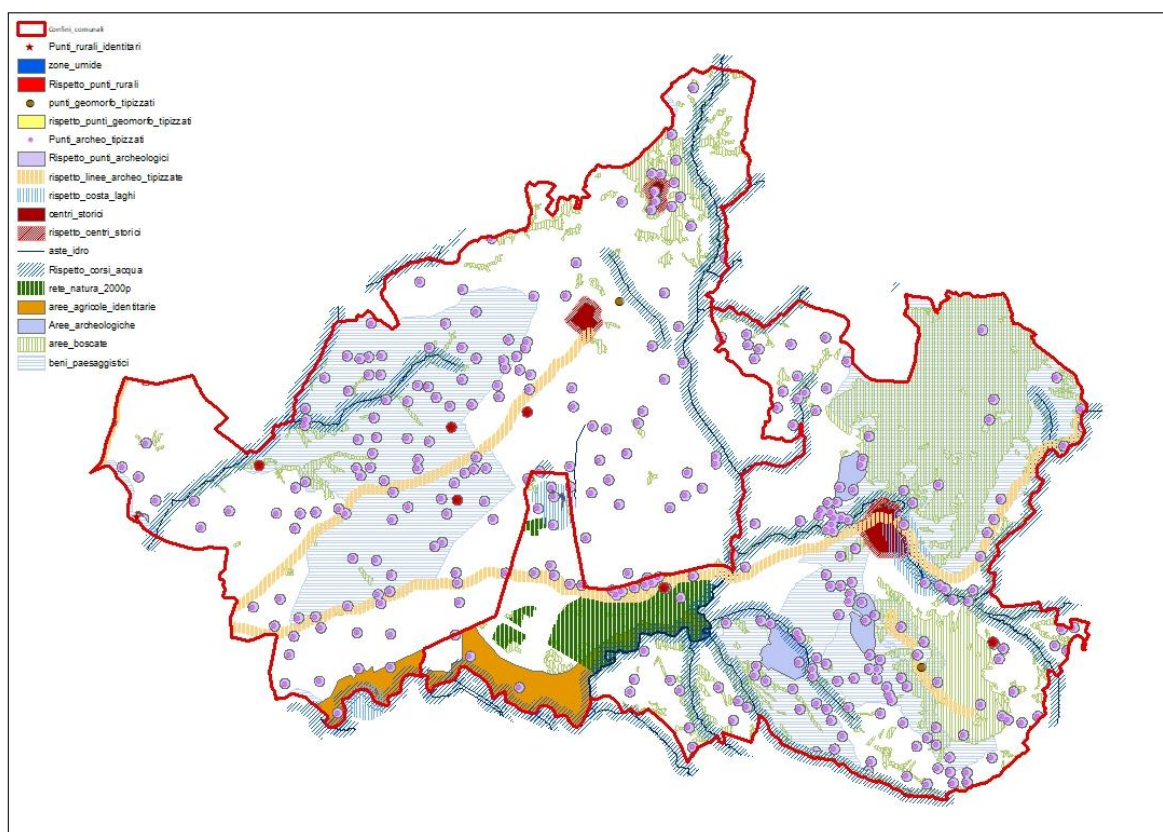 Confini_comunali
Punti_rurali_identitari
zone_umide
Rispetto_punti_rurali
punti_geomorfo_tipizzati
rispetto_punti_geomorfo_tipizzati
Punti_archeo_tipizzati
Rispetto_punti_archeologici
rispetto_linee_archeo_tipizzate
rispetto_costa_laghi
centri_storici
rispetto_centri_storici
aste_idro
Rispetto_corsi_acqua
rete_natura_2000p
aree_agricole_identitarie
Aree_archeologiche
aree_boscate
beni_paesaggistici